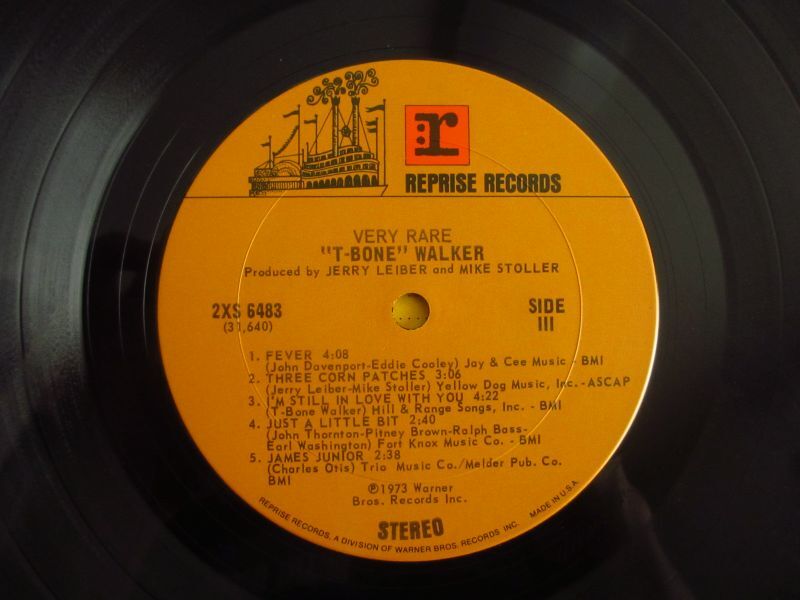 r
REPRISE RECORDS
VERY RARE
"T-BONE" WALKER
Produced by JERRY LEIBER and MIKE STOLLER
2XS 6483
(31,640)
SIDE
III
1. FEVER 4:08
(John Davenport-Eddie Cooley) Jay & Cee Music - BMI
2. THREE CORN PATCHES 3:06
(Jerry Leiber-Mike Stoller) Yellow Dog Music, Inc.-ASCAP
3. I'M STILL IN LOVE WITH YOU 4:22
(T-Bone Walker) Hill & Range Songs, Inc. - BMI
4. JUST A LITTLE BIT 2:40
(John Thornton-Pitney Brown-Ralph Bass-
Earl Washington) Fort Knox Music Co. - BMI
5. JAMES JUNIOR 2:38
(Charles Otis) Trio Music Co./Melder Pub. Co.
BMI
℗1973 Warner
Bros. Records Inc.
STEREO
REPRISE RECORDS, A DIVISION OF WARNER BROS. RECORDS INC. MADE IN U.S.A.